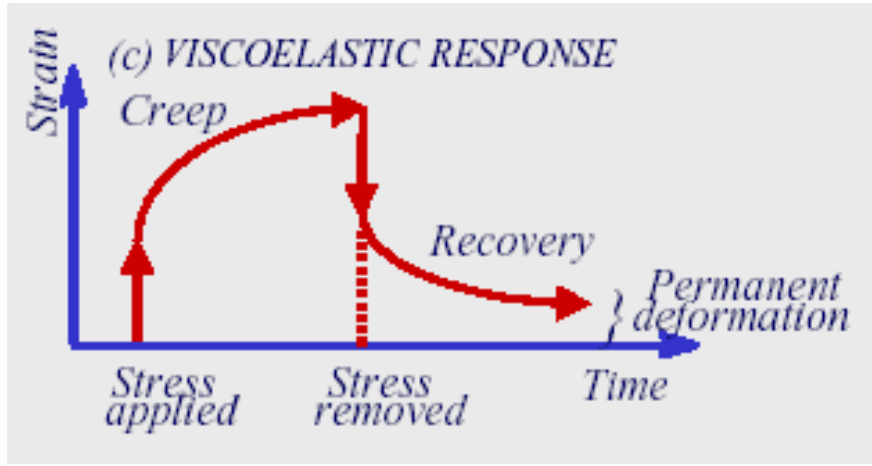 (c) VISCOELASTIC RESPONSE
Strain
Creep
Recovery
Permanent
deformation
Stress
applied
Stress
removed
Time